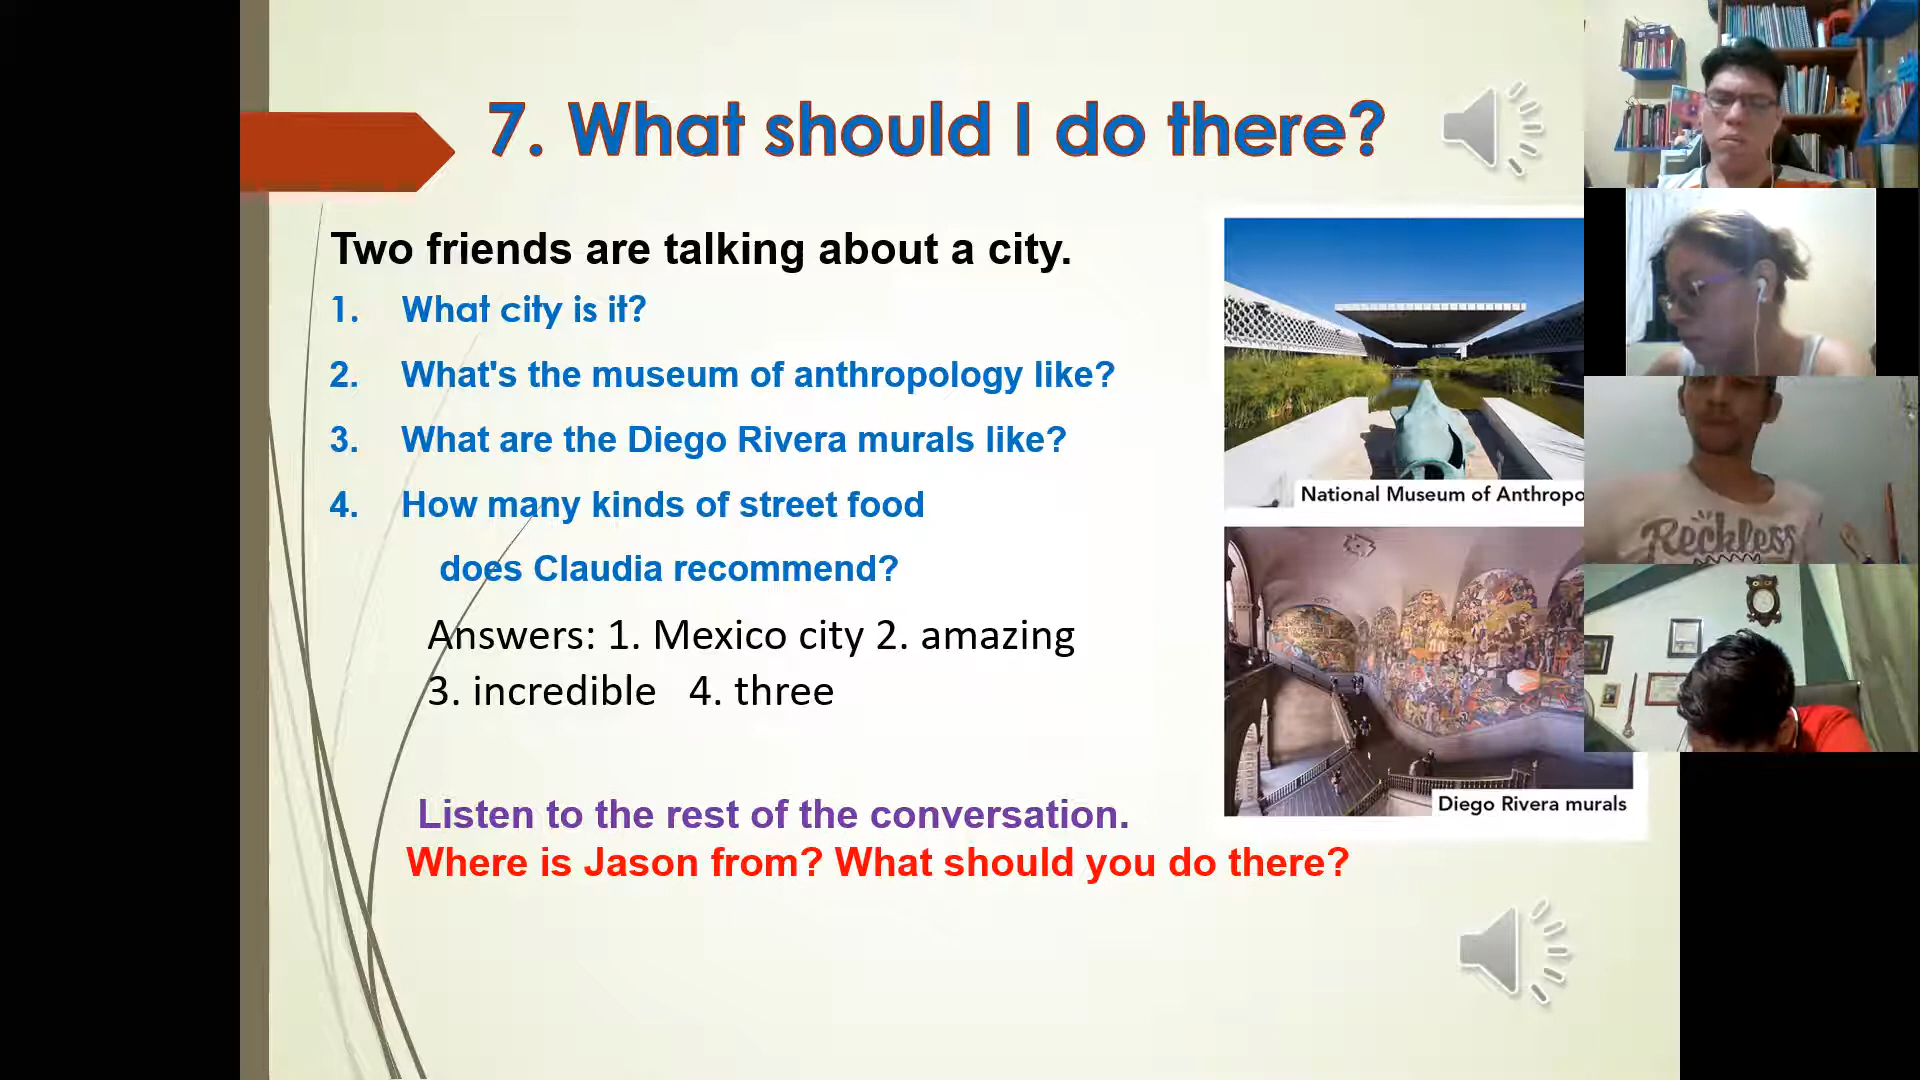 7. What should I do there?
Two friends are talking about a city.
1. What city is it?
2. What's the museum of anthropology like?
3. What are the Diego Rivera murals like?
4. How many kinds of street food
does Claudia recommend?
Answers: 1. Mexico city 2. amazing
3. incredible 4. three
Listen to the rest of the conversation.
Where is Jason from? What should you do there?
National Museum of Anthropo
Diego Rivera murals
Reckless